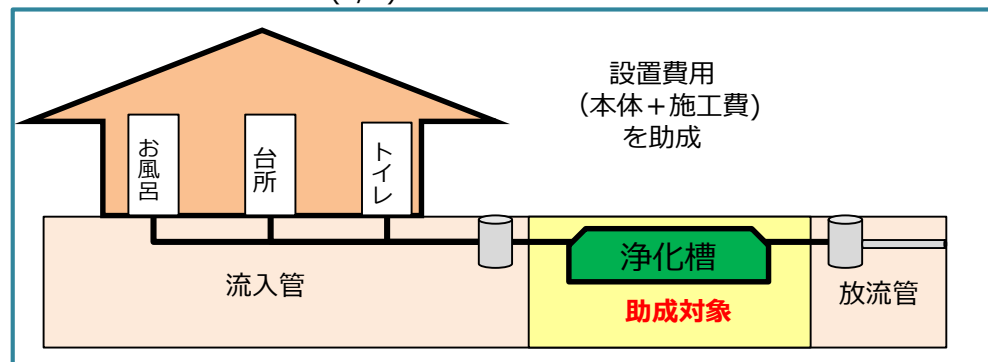 設置費用
（本体＋施工費)
を助成
お風呂
台所
トイレ
浄化槽
流入管
助成対象
放流管